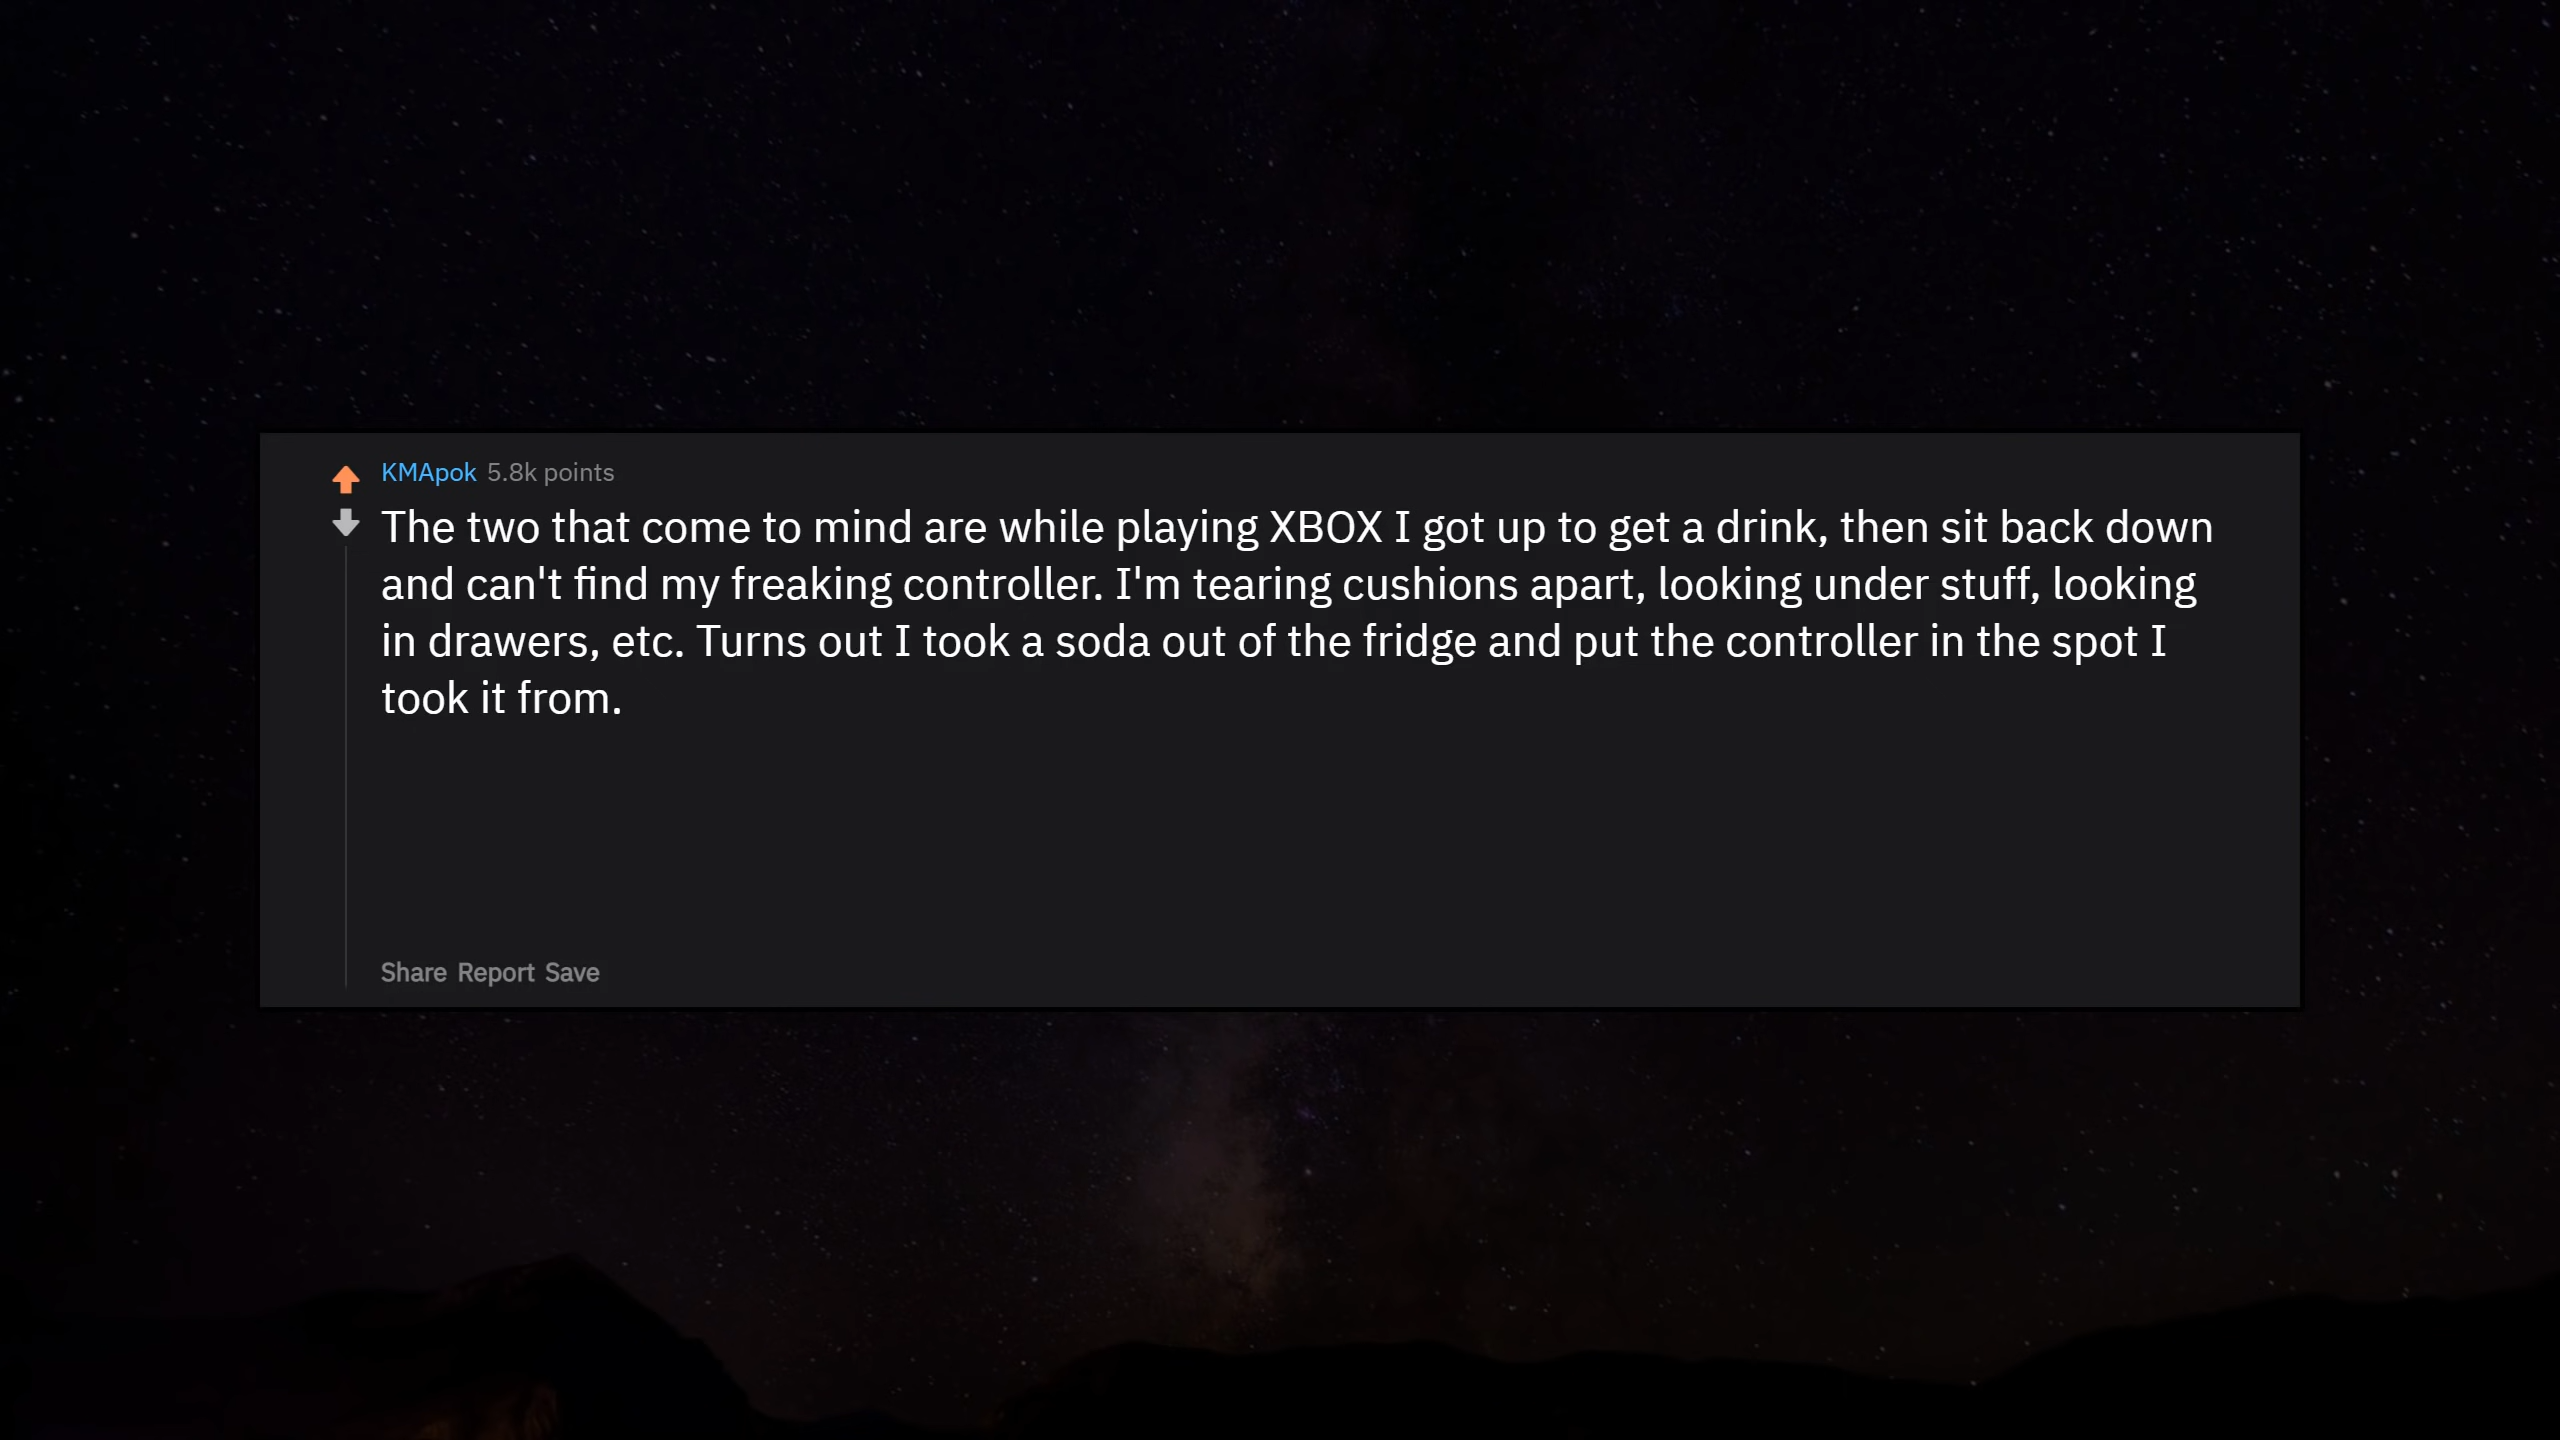 KMApok 5.8k points
The two that come to mind are while playing XBOX I got up to get a drink, then sit back down
and can't find my freaking controller. I'm tearing cushions apart, looking under stuff, looking
in drawers, etc. Turns out I took a soda out of the fridge and put the controller in the spot I
took it from.
Share Report Save